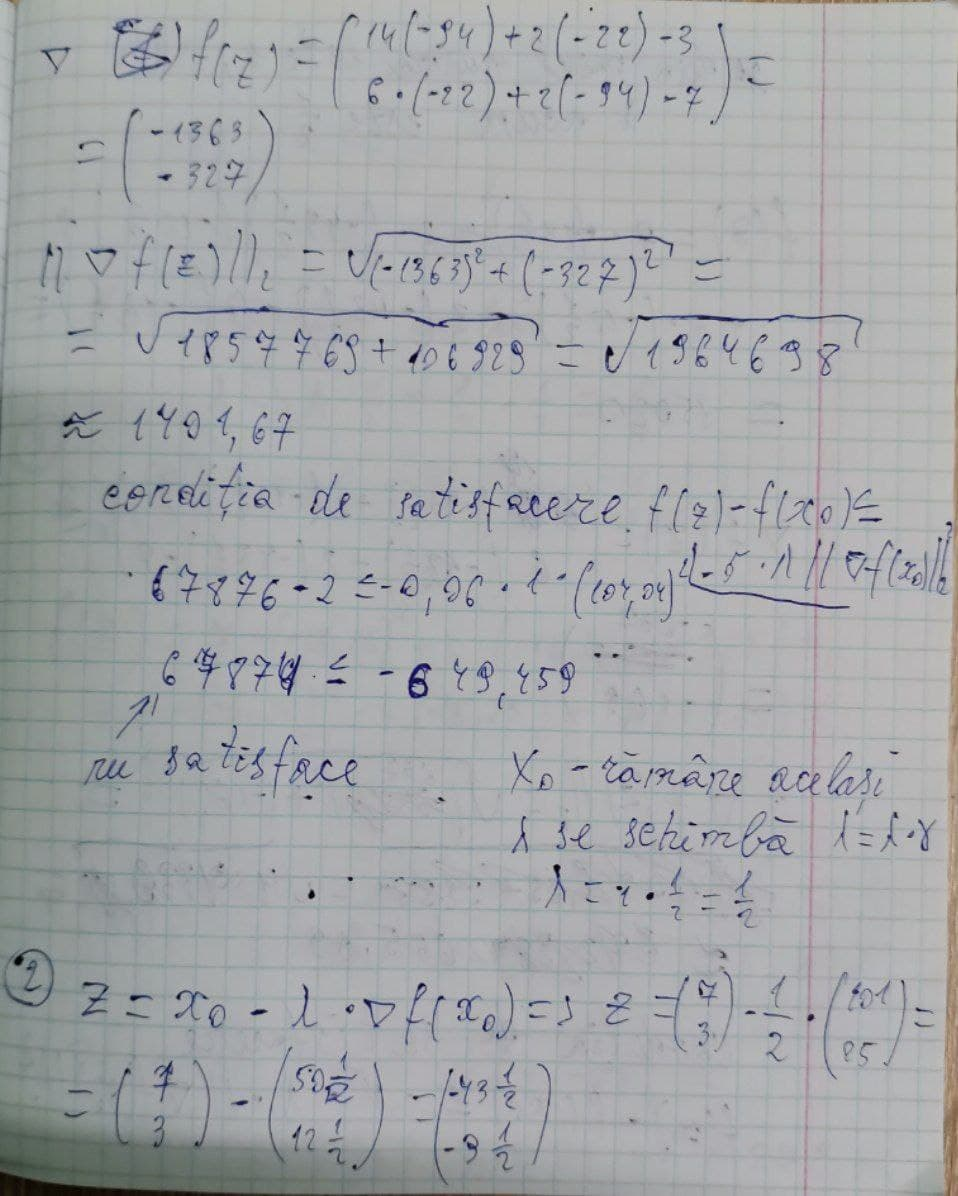 ∇ f(z) = ( 14(-94) + 2(-22) - 3 ; 6·(-22) + 2(-94) - 7 ) =
= ( -1363 ; -327 )
|| ∇ f(z) ||₂ = √((-1363)² + (-327)²) =
= √(1857769 + 106929) = √(1964698)
≈ 1401,67
condiția de satisfacere f(z) - f(x₀) ≤
- δ · λ || ∇f(x₀) ||²₂
67876 - 2 ≤ -0,06 · 1 · (104,04)²
67874 ≤ - 649,459
nu satisface
x₀ - rămâne același
λ se schimbă λ = λ·γ
λ = 1 · 1/2 = 1/2
2
z = x₀ - λ · ∇ f(x₀) => z = ( 7 ; 3 ) - 1/2 · ( 101 ; 25 ) =
= ( 7 ; 3 ) - ( 50 1/2 ; 12 1/2 ) = ( -43 1/2 ; -9 1/2 )